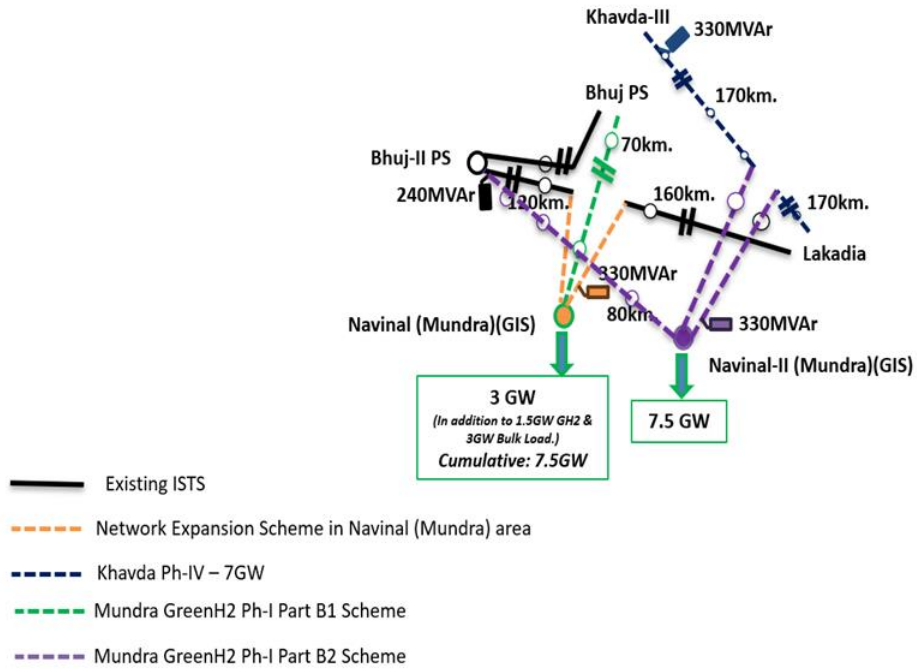 Khavda-III
330MVAr
170km.
Bhuj PS
70km.
Bhuj-II PS
240MVAr
120km.
160km.
170km.
Lakadia
330MVAr
80km.
Navinal (Mundra)(GIS)
330MVAr
Navinal-II (Mundra)(GIS)
3 GW
(In addition to 1.5GW GH2 &
3GW Bulk Load.)
Cumulative: 7.5GW
7.5 GW
Existing ISTS
Network Expansion Scheme in Navinal (Mundra) area
Khavda Ph-IV – 7GW
Mundra GreenH2 Ph-I Part B1 Scheme
Mundra GreenH2 Ph-I Part B2 Scheme